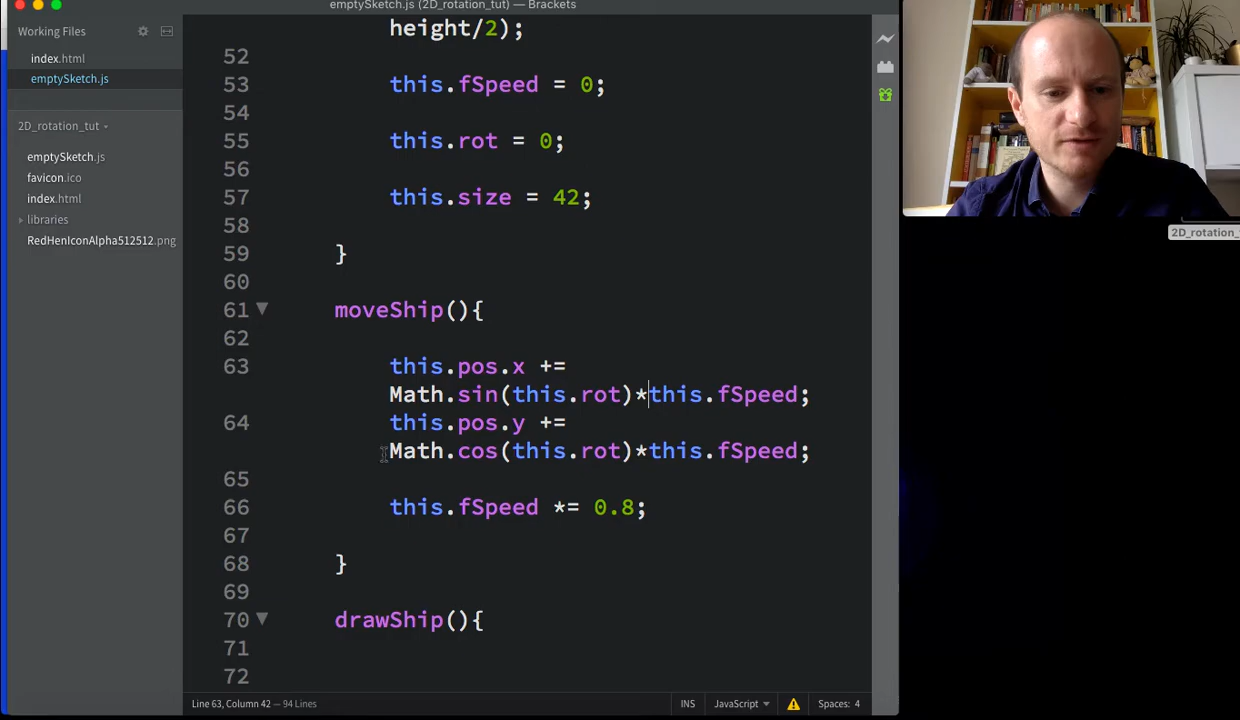 emptySketch.js (2D_rotation_tut) — Brackets
Working Files
index.html
emptySketch.js
2D_rotation_tut
emptySketch.js
favicon.ico
index.html
libraries
RedHenIconAlpha512512.png
height/2);
52
53 this.fSpeed = 0;
54
55 this.rot = 0;
56
57 this.size = 42;
58
59 }
60
61 moveShip(){
62
63 this.pos.x +=
Math.sin(this.rot)*this.fSpeed;
64 this.pos.y +=
Math.cos(this.rot)*this.fSpeed;
65
66 this.fSpeed *= 0.8;
67
68 }
69
70 drawShip(){
71
72
Line 63, Column 42 — 94 Lines
INS
JavaScript
Spaces: 4
2D_rotation_t